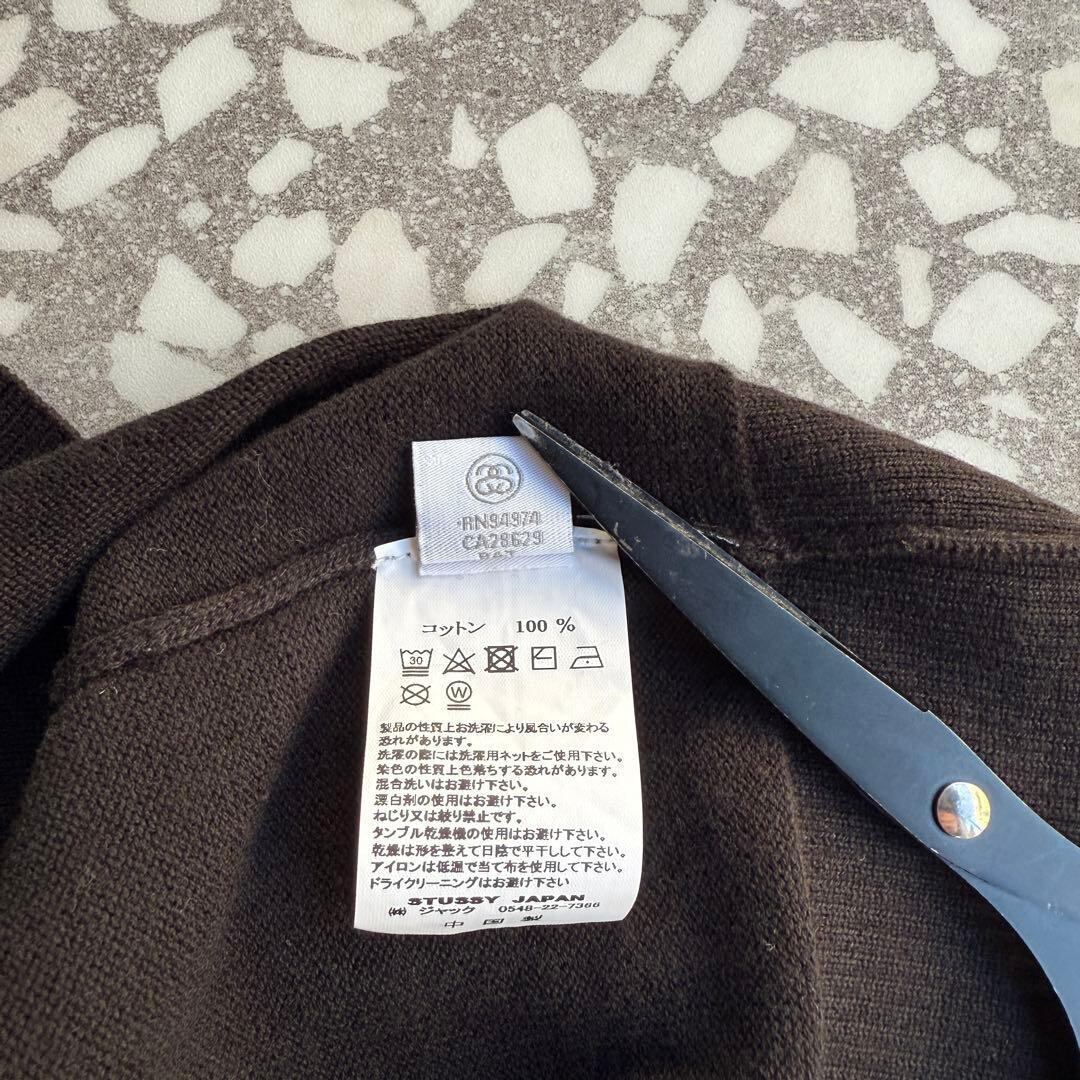 RN94974
CA28629
PAT
コットン 100 %
30
W
製品の性質上お洗濯により風合いが変わる
恐れがあります。
洗濯の際には洗濯用ネットをご使用下さい。
染色の性質上色落ちする恐れがあります。
混合洗いはお避け下さい。
漂白剤の使用はお避け下さい。
ねじり又は絞り禁止です。
タンブル乾燥機の使用はお避け下さい。
乾燥は形を整えて日陰で平干しして下さい。
アイロンは低温で当て布を使用して下さい。
ドライクリーニングはお避け下さい
STUSSY JAPAN
㈱ ジャック 0548-22-7366
中 国 製